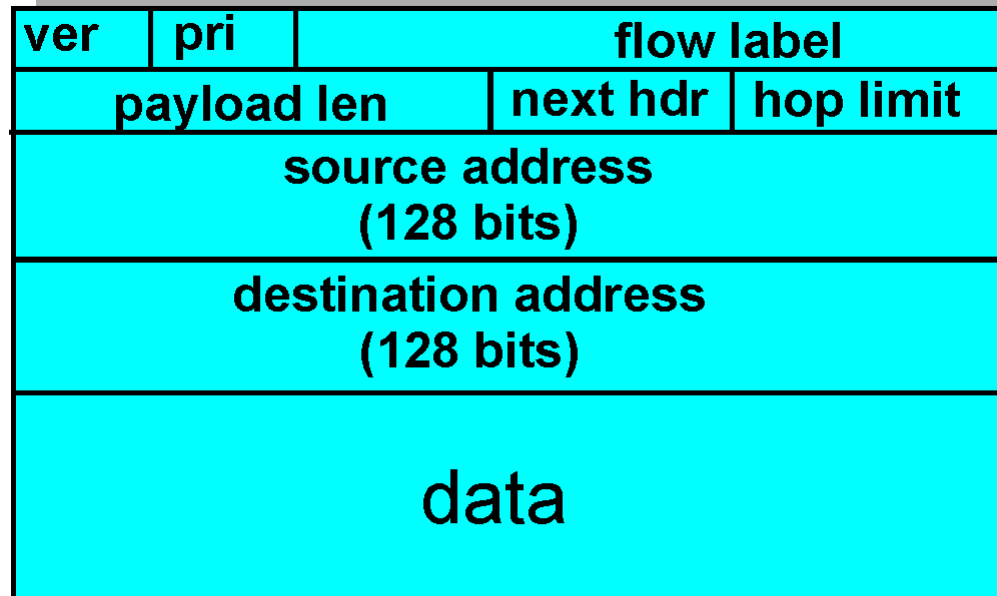 ver pri flow label
payload len next hdr hop limit
source address
(128 bits)
destination address
(128 bits)
data